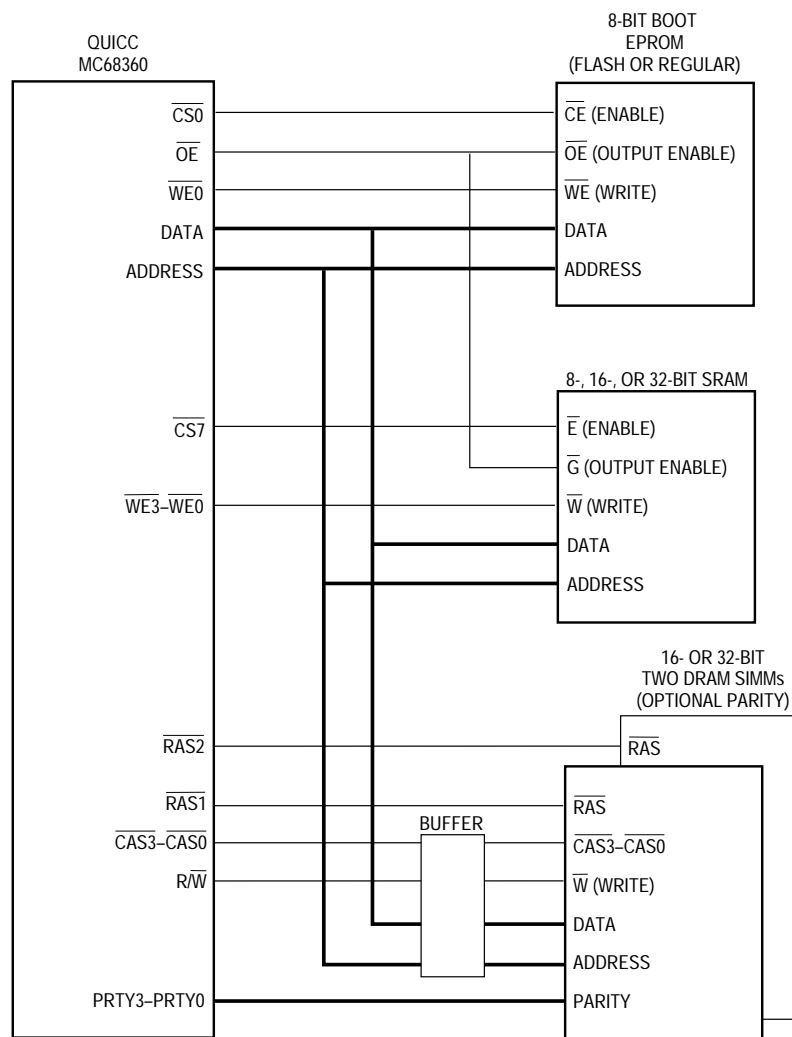 QUICC
MC68360
CS0
OE
WE0
DATA
ADDRESS
CS7
WE3–WE0
RAS2
RAS1
CAS3–CAS0
R/W
PRTY3–PRTY0
BUFFER
8-BIT BOOT
EPROM
(FLASH OR REGULAR)
CE (ENABLE)
OE (OUTPUT ENABLE)
WE (WRITE)
DATA
ADDRESS
8-, 16-, OR 32-BIT SRAM
E (ENABLE)
G (OUTPUT ENABLE)
W (WRITE)
DATA
ADDRESS
16- OR 32-BIT
TWO DRAM SIMMs
(OPTIONAL PARITY)
RAS
RAS
CAS3–CAS0
W (WRITE)
DATA
ADDRESS
PARITY